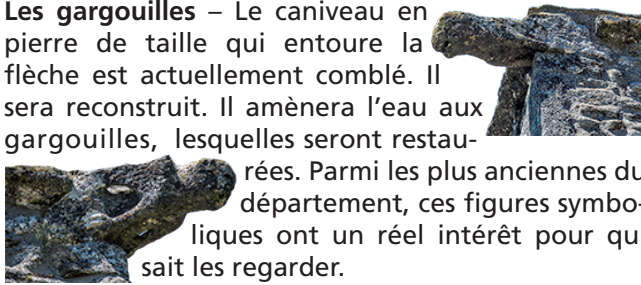 Les gargouilles – Le caniveau en
pierre de taille qui entoure la
flèche est actuellement comblé. Il
sera reconstruit. Il amènera l’eau aux
gargouilles, lesquelles seront restau-
rées. Parmi les plus anciennes du
département, ces figures symbo-
liques ont un réel intérêt pour qu
sait les regarder.